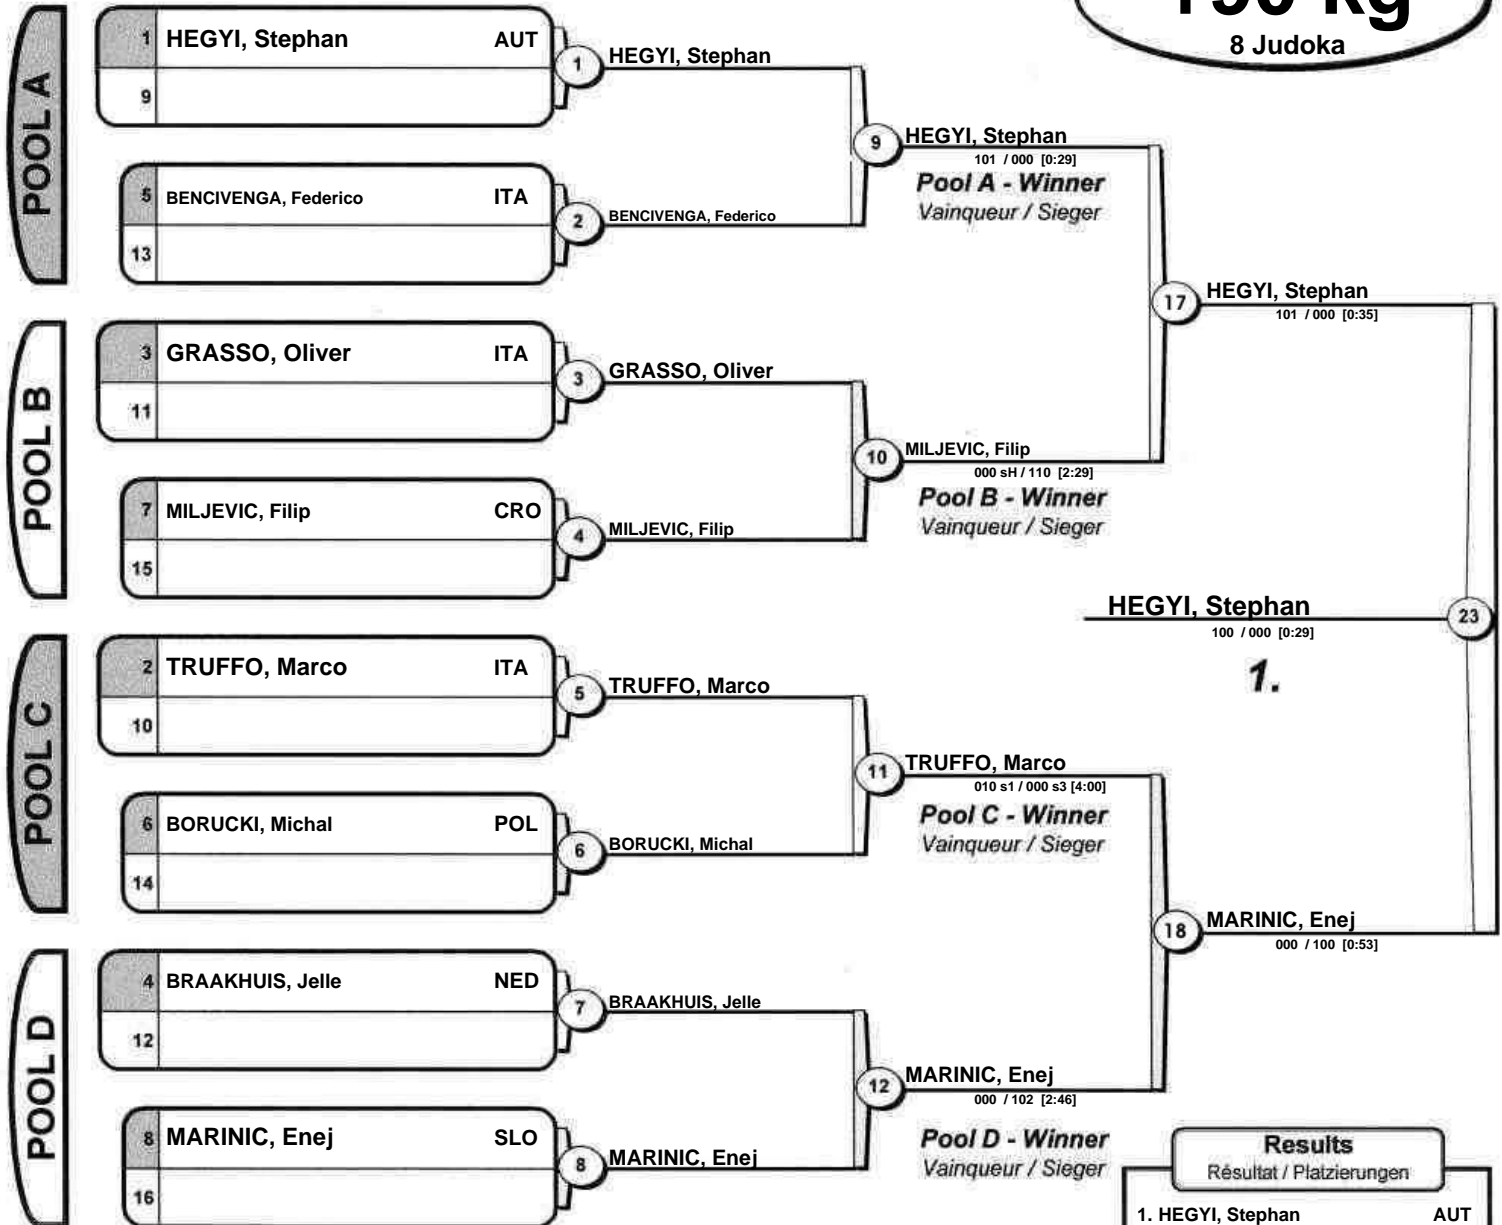 8 Judoka
POOL A
1 HEGYI, Stephan AUT
9
1 HEGYI, Stephan
5 BENCIVENGA, Federico ITA
13
2 BENCIVENGA, Federico
9 HEGYI, Stephan
101 / 000 [0:29]
Pool A - Winner
Vainqueur / Sieger
POOL B
3 GRASSO, Oliver ITA
11
3 GRASSO, Oliver
7 MILJEVIC, Filip CRO
15
4 MILJEVIC, Filip
10 MILJEVIC, Filip
000 sH / 110 [2:29]
Pool B - Winner
Vainqueur / Sieger
17 HEGYI, Stephan
101 / 000 [0:35]
HEGYI, Stephan 23
100 / 000 [0:29]
1.
POOL C
2 TRUFFO, Marco ITA
10
5 TRUFFO, Marco
6 BORUCKI, Michal POL
14
6 BORUCKI, Michal
11 TRUFFO, Marco
010 s1 / 000 s3 [4:00]
Pool C - Winner
Vainqueur / Sieger
18 MARINIC, Enej
000 / 100 [0:53]
POOL D
4 BRAAKHUIS, Jelle NED
12
7 BRAAKHUIS, Jelle
8 MARINIC, Enej SLO
16
8 MARINIC, Enej
12 MARINIC, Enej
000 / 102 [2:46]
Pool D - Winner
Vainqueur / Sieger
Results
Résultat / Platzierungen
1. HEGYI, Stephan AUT